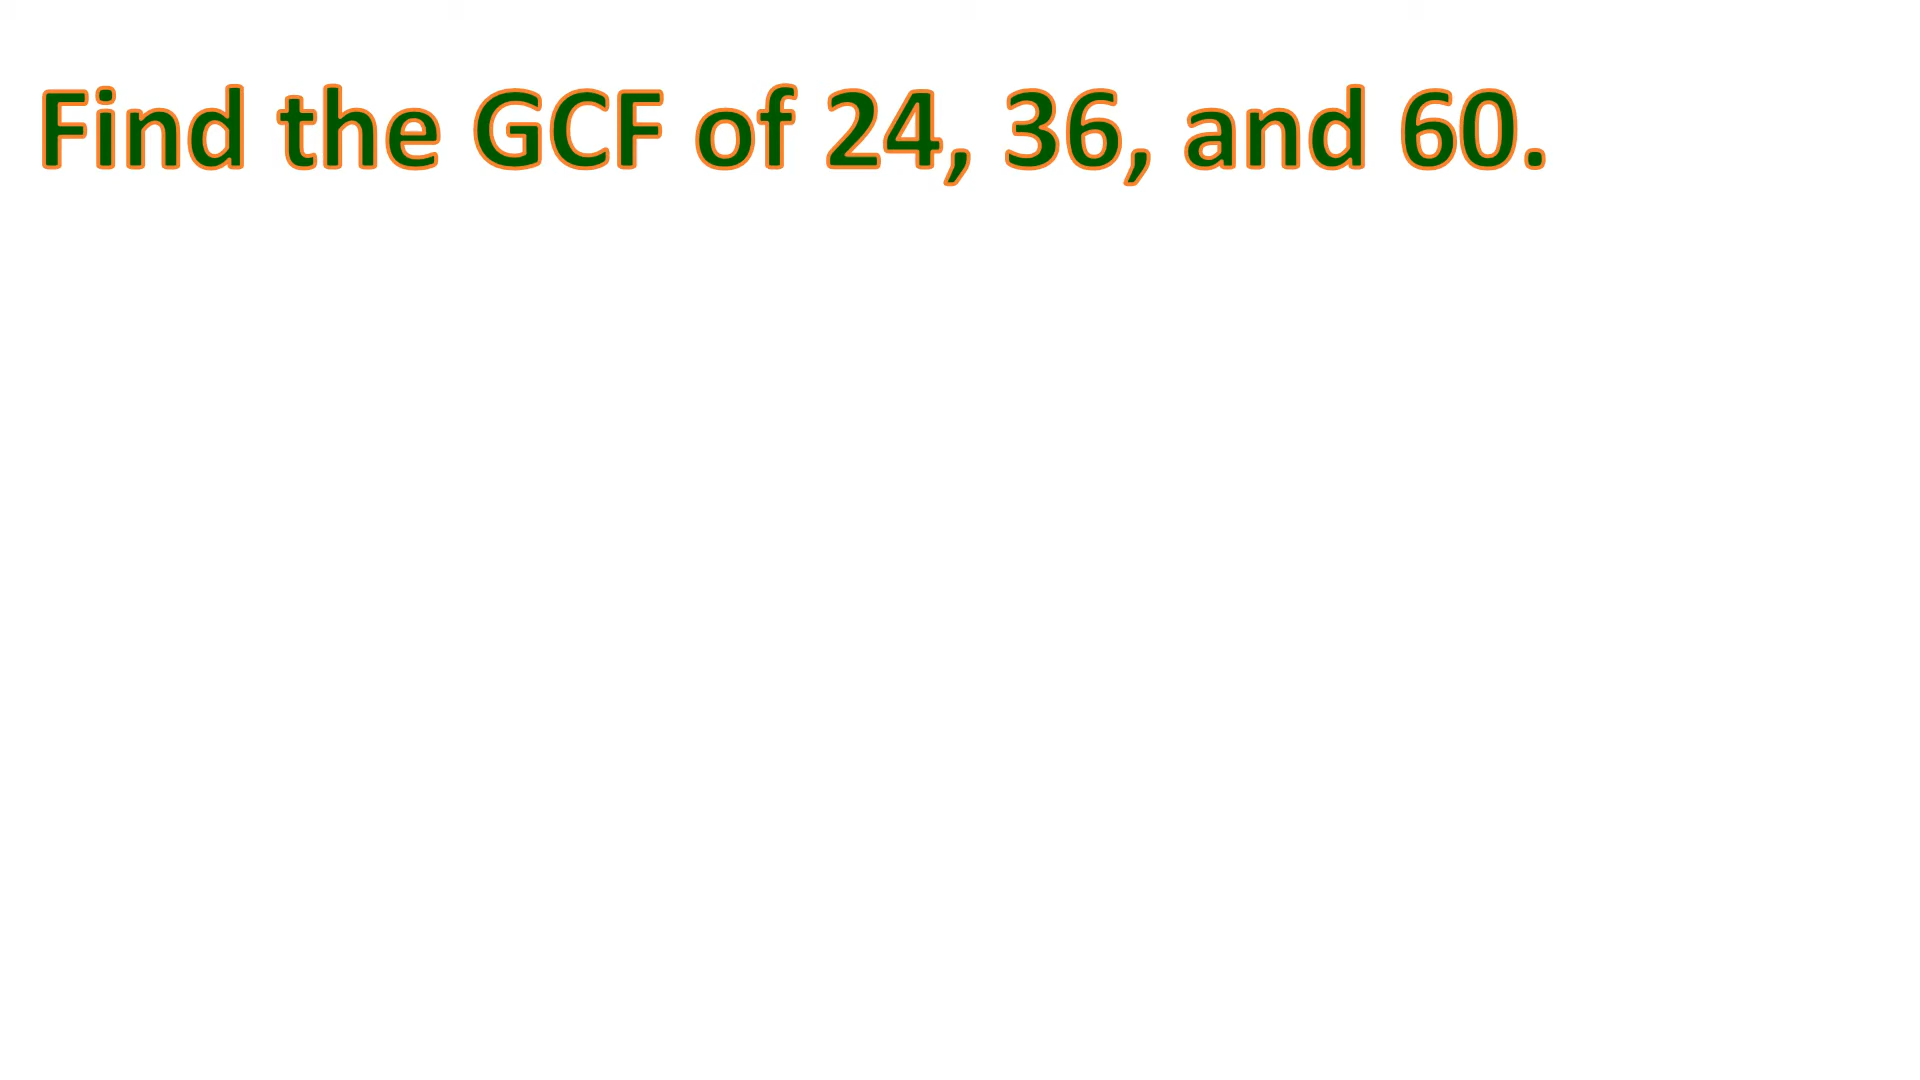 Find the GCF of 24, 36, and 60.